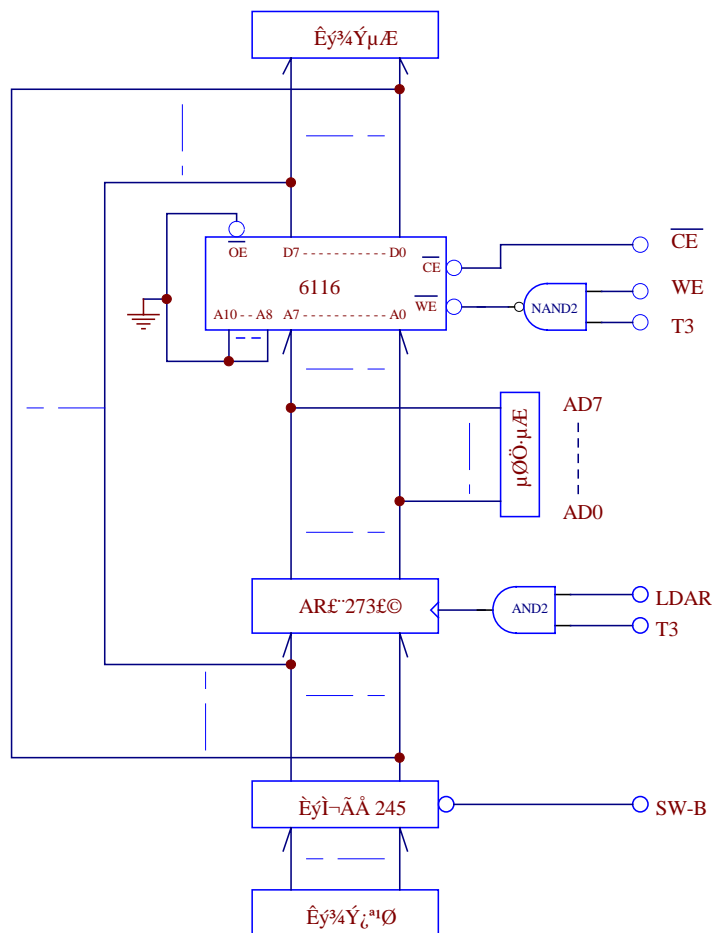 Êý¾ÝµÆ
OE
D7 - - - - - - - - - - D0
CE
6116
WE
A10 - - A8
A7 - - - - - - - - - - - A0
CE
WE
NAND2
T3
AD7
µØÖ·µÆ
AD0
AR£¨273£©
AND2
LDAR
T3
ÈýÌ¬ÃÅ 245
SW-B
Êý¾Ý¿ª¹Ø